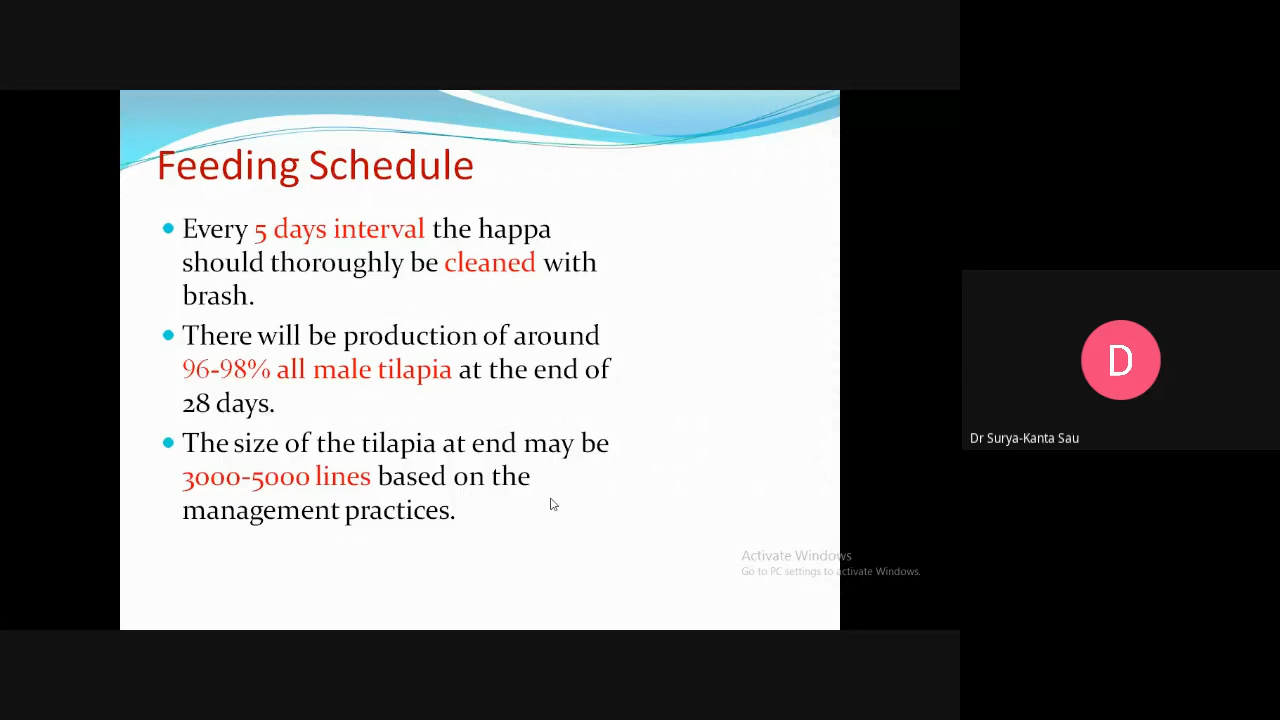 Feeding Schedule
Every 5 days interval the happa
should thoroughly be cleaned with
brash.
There will be production of around
96-98% all male tilapia at the end of
28 days.
The size of the tilapia at end may be
3000-5000 lines based on the
management practices.
Activate Windows
Go to PC settings to activate Windows.
D
Dr Surya-Kanta Sau